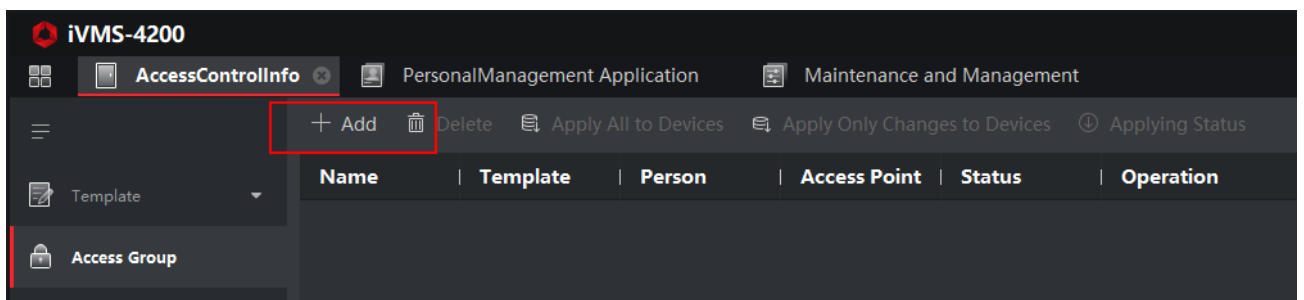 iVMS-4200
AccessControlInfo PersonalManagement Application Maintenance and Management
Add Delete Apply All to Devices Apply Only Changes to Devices Applying Status
Name Template Person Access Point Status Operation
Template
Access Group